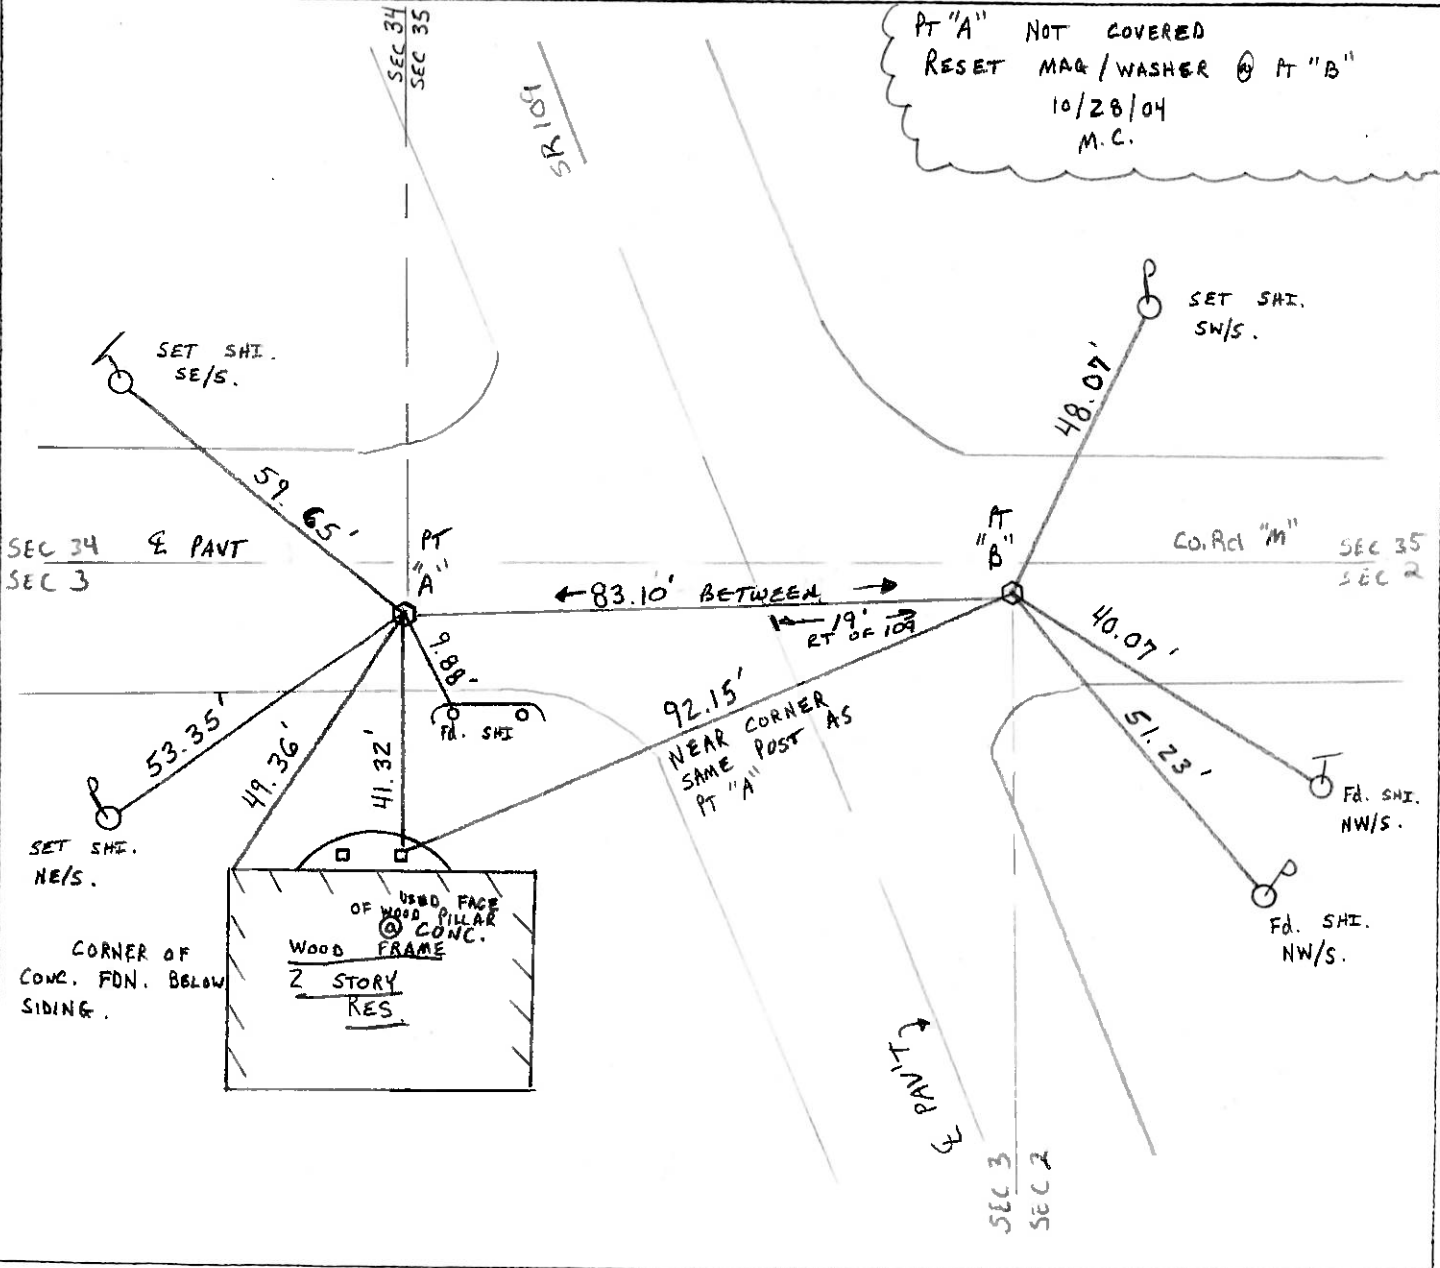 SEC 34
SEC 35
SR 109
PT "A" NOT COVERED
RESET MAG / WASHER @ PT "B"
10/28/04
M.C.
SET SHI.
SW/S.
SET SHI.
SE/S.
48.07'
59.65'
SEC 34 ℄ PAVT
SEC 3
PT
"A"
PT
"B"
Co. Rd "M"
SEC 35
SEC 2
83.10' BETWEEN
19'
RT OF 109
40.07'
9.88'
Fd. SHI
92.15'
NEAR CORNER
SAME POST AS
PT "A"
51.23'
53.35'
49.36'
41.32'
SET SHI.
NE/S.
Fd. SHI.
NW/S.
Fd. SHI.
NW/S.
USED FACE
OF WOOD PILLAR
@ CONC.
WOOD FRAME
2 STORY
RES.
CORNER OF
CONC. FDN. BELOW
SIDING.
℄ PAV'T
SEC 3
SEC 2